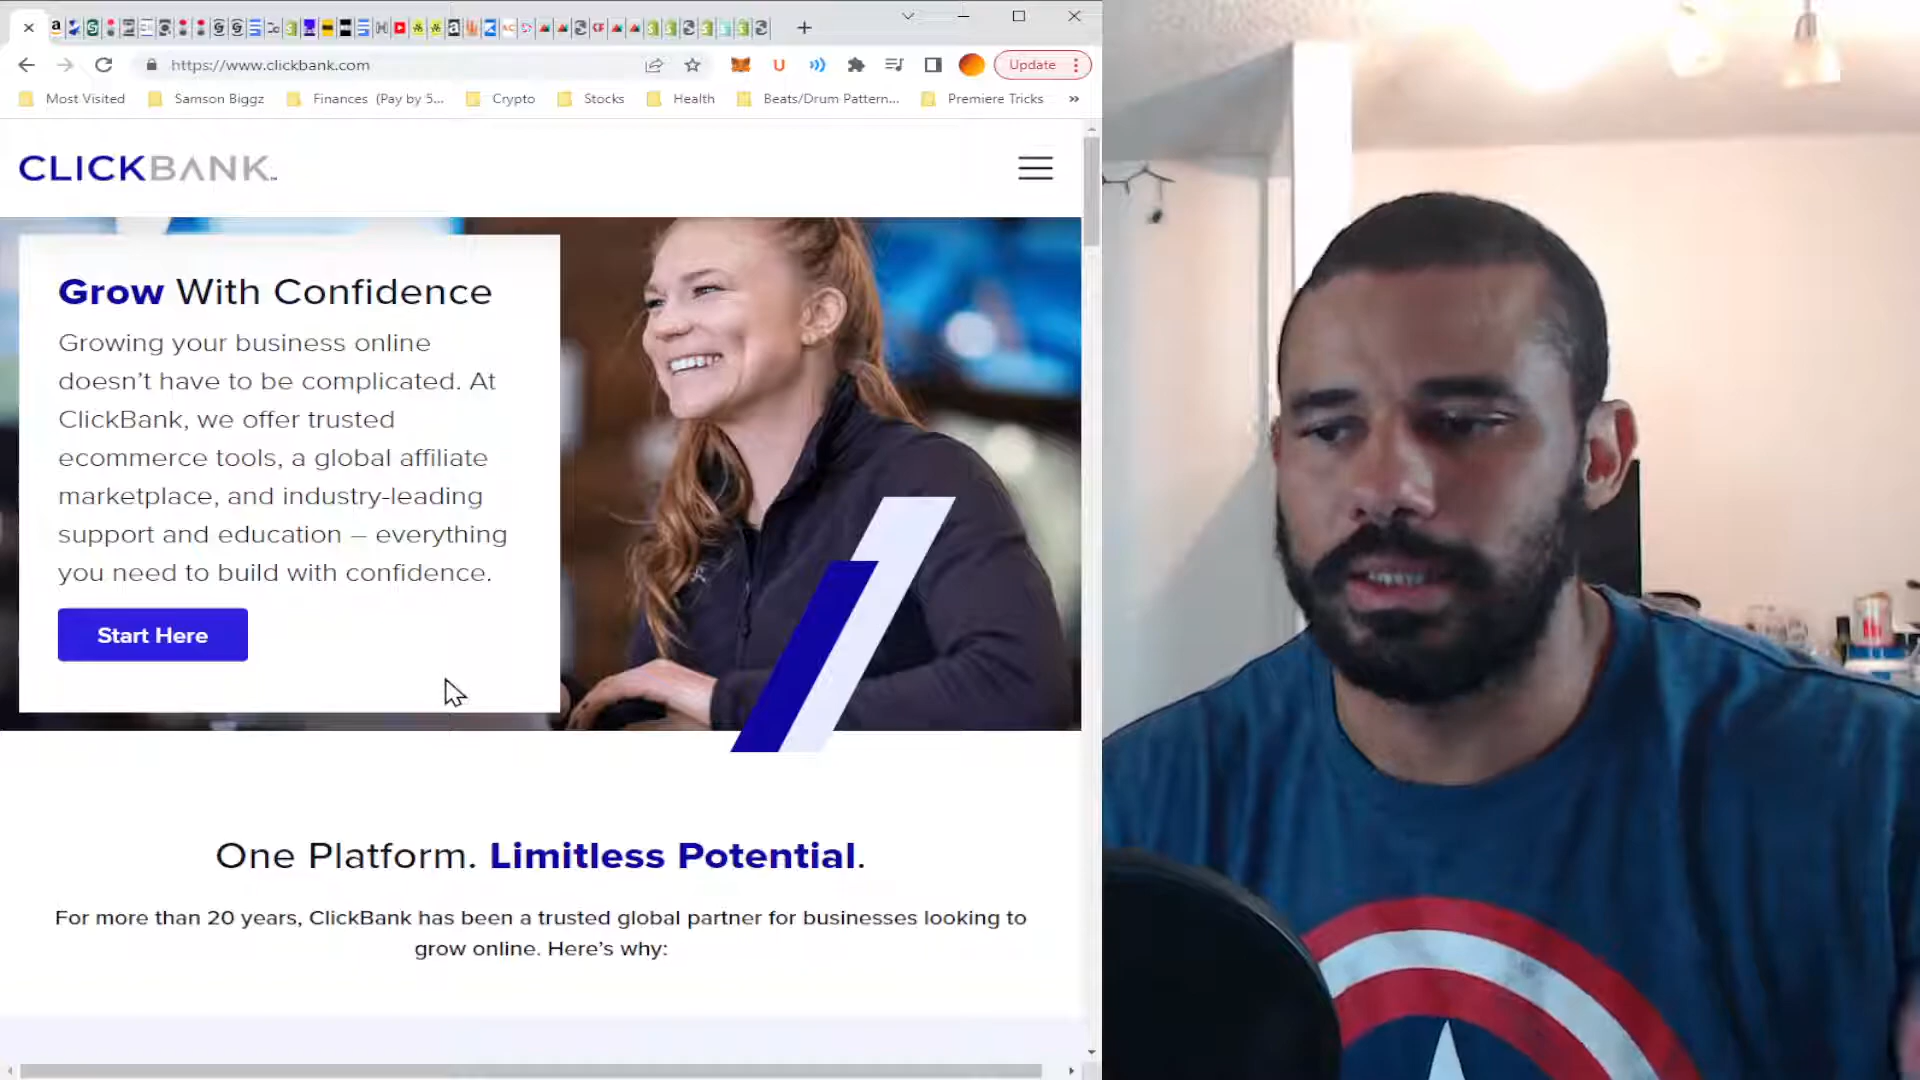 https://www.clickbank.com
Update
Most Visited
Samson Biggz
Finances (Pay by 5...
Crypto
Stocks
Health
Beats/Drum Pattern...
Premiere Tricks
»
CLICKBANK
Grow With Confidence
Growing your business online
doesn’t have to be complicated. At
ClickBank, we offer trusted
ecommerce tools, a global affiliate
marketplace, and industry-leading
support and education – everything
you need to build with confidence.
Start Here
One Platform. Limitless Potential.
For more than 20 years, ClickBank has been a trusted global partner for businesses looking to
grow online. Here’s why: